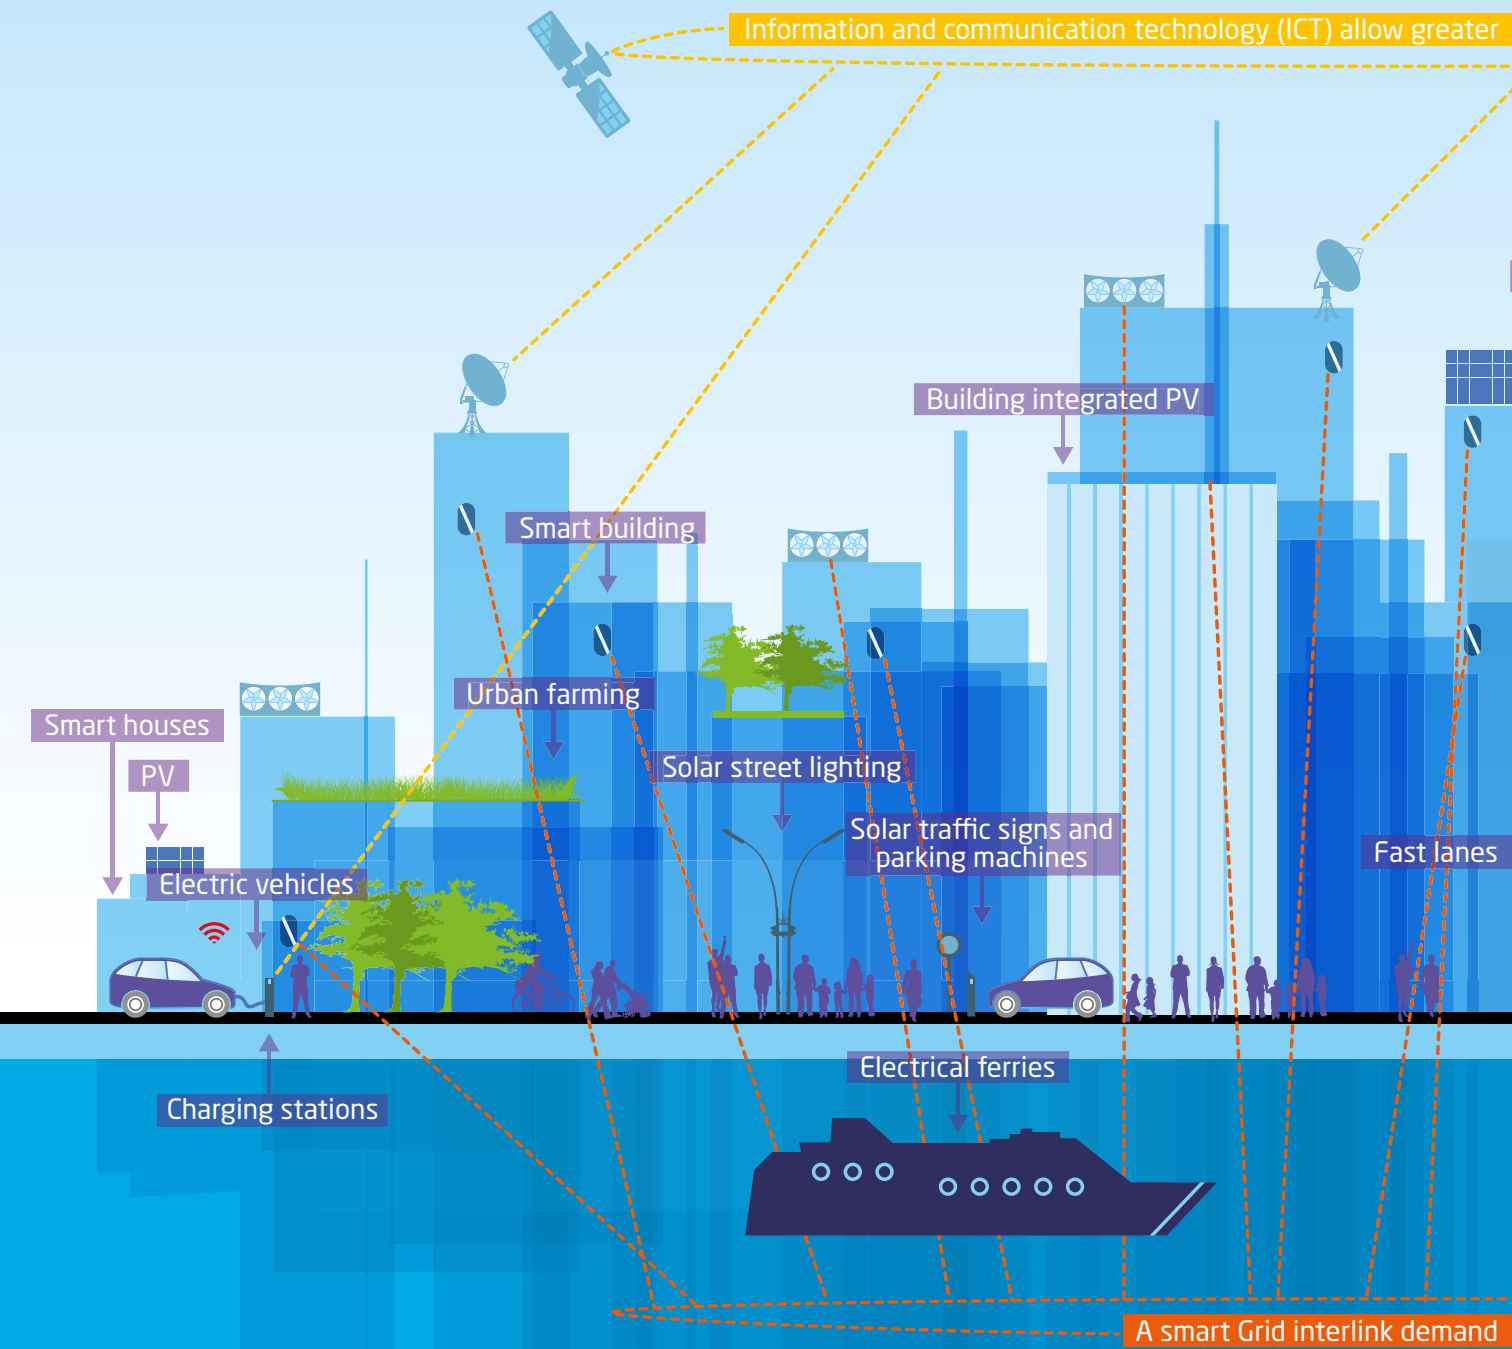 Information and communication technology (ICT) allow greater
Building integrated PV
Smart building
Urban farming
Smart houses
PV
Solar street lighting
Solar traffic signs and
parking machines
Fast lanes
Electric vehicles
Electrical ferries
Charging stations
A smart Grid interlink demand